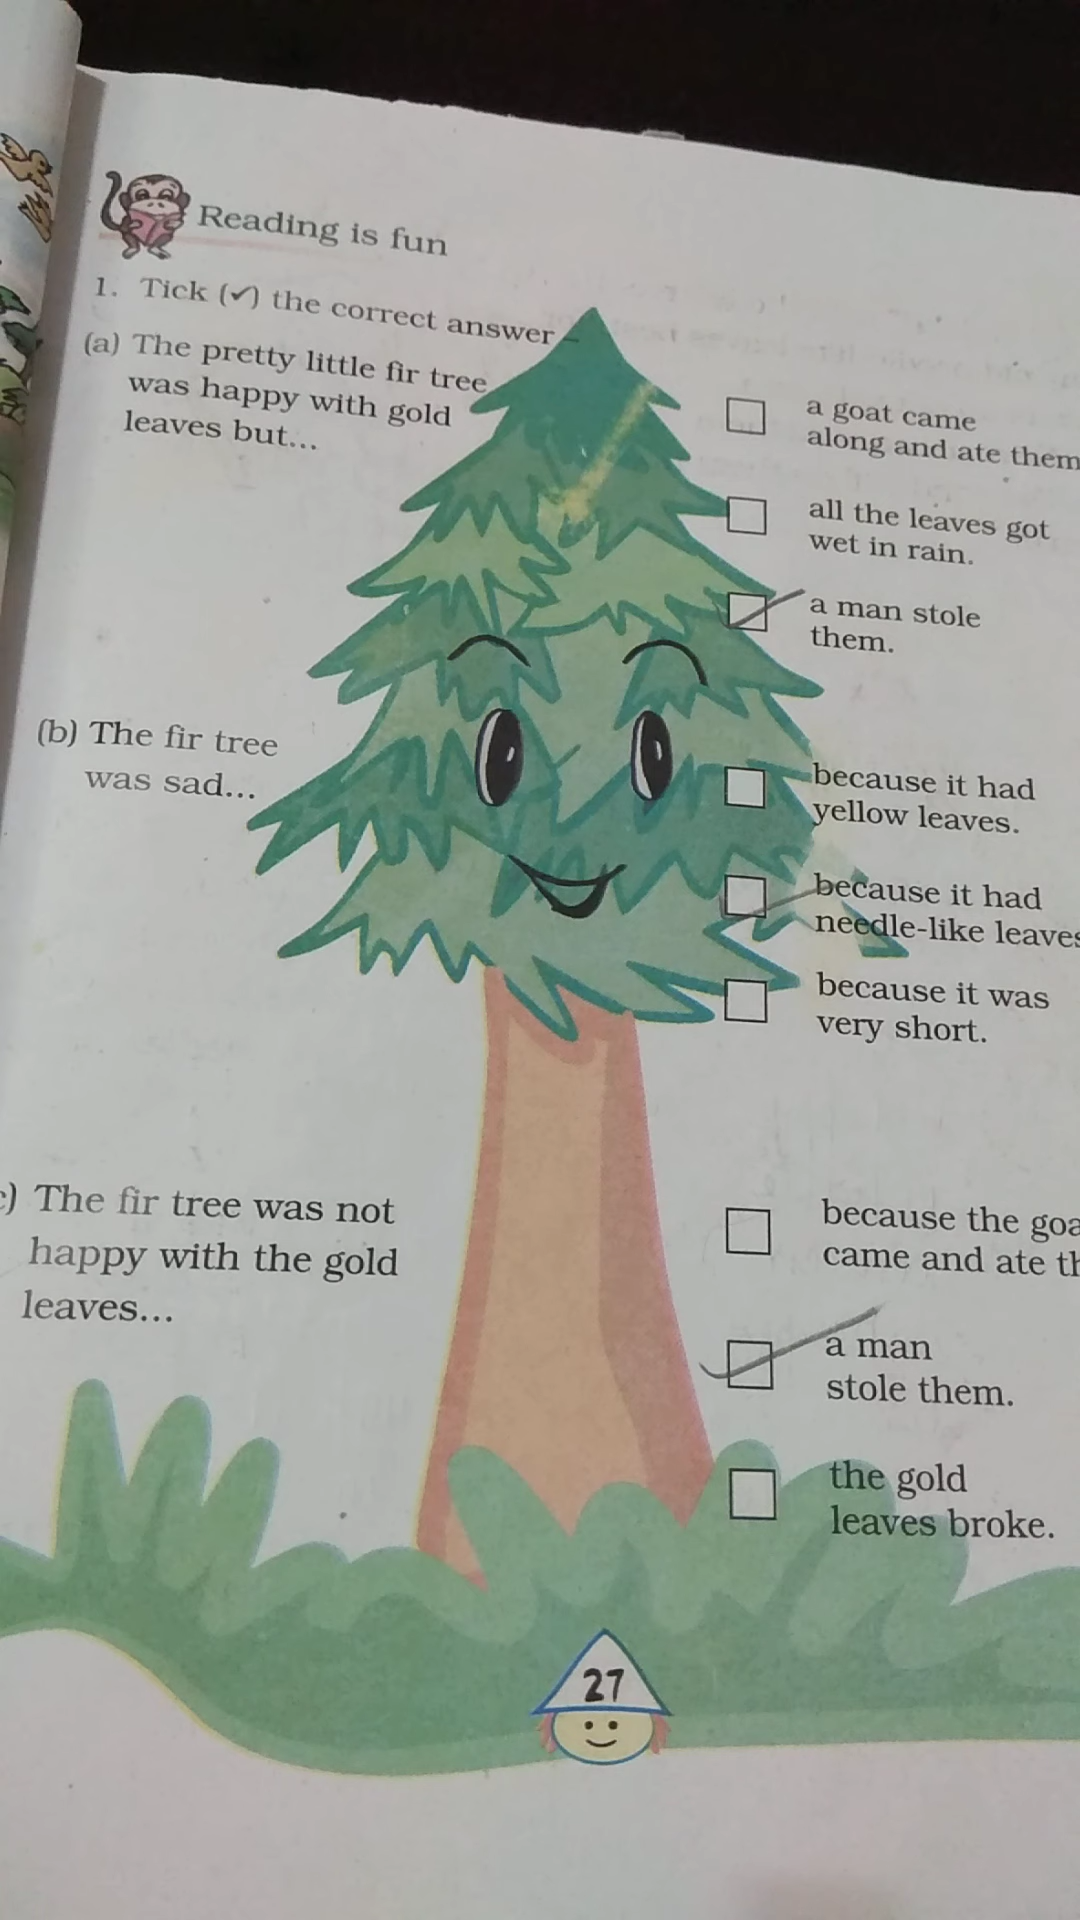 Reading is fun
1. Tick (✓) the correct answer –
(a) The pretty little fir tree
was happy with gold
leaves but...
a goat came
along and ate them
all the leaves got
wet in rain.
a man stole
them.
(b) The fir tree
was sad...
because it had
yellow leaves.
because it had
needle-like leaves
because it was
very short.
c) The fir tree was not
happy with the gold
leaves...
because the goa
came and ate th
a man
stole them.
the gold
leaves broke.
27